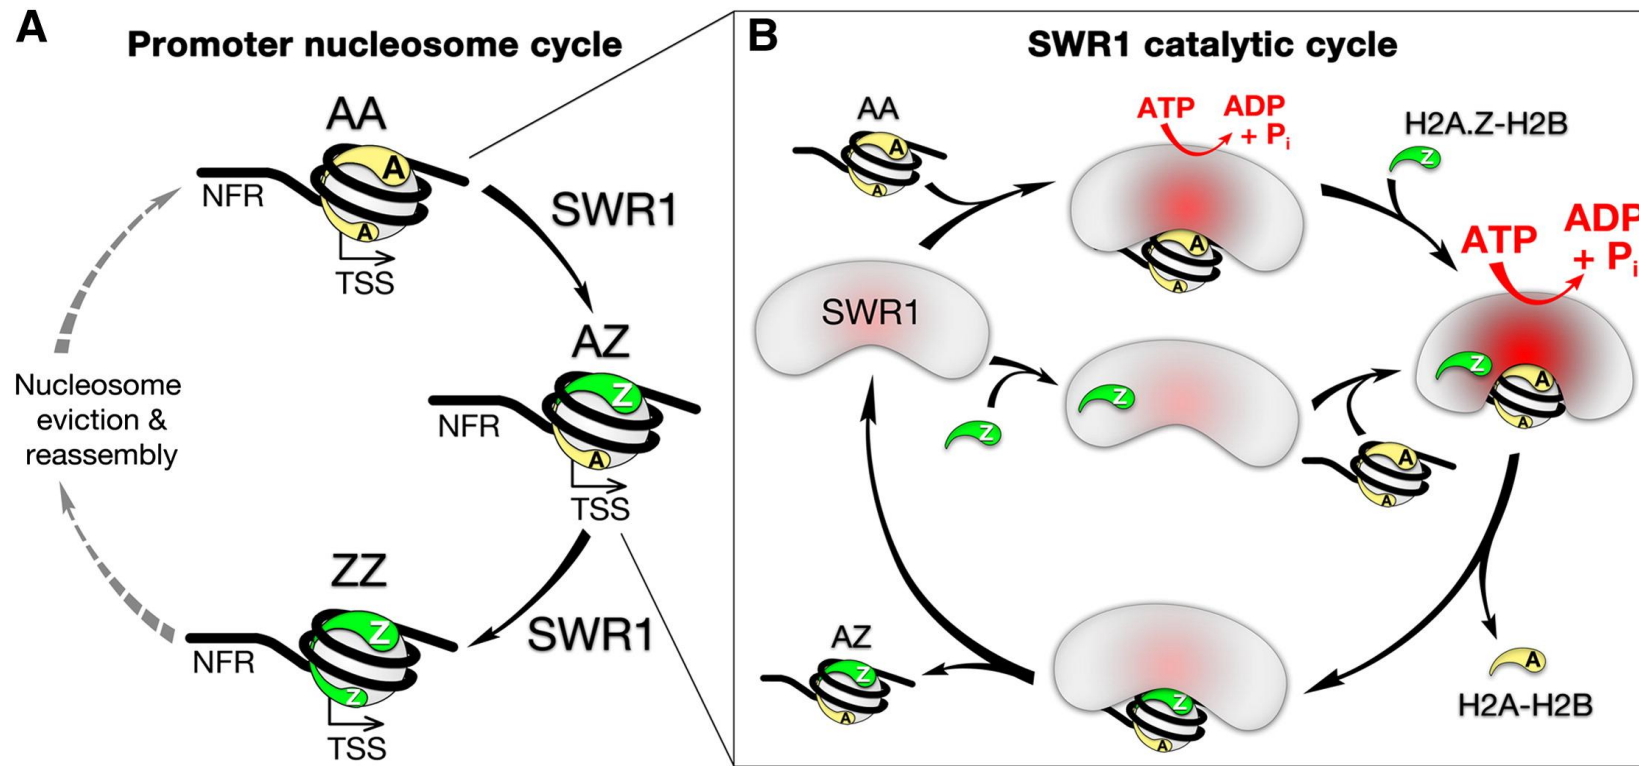 A
Promoter nucleosome cycle
AA
A
A
NFR
TSS
SWR1
AZ
Z
A
NFR
TSS
SWR1
ZZ
Z
Z
NFR
TSS
Nucleosome
eviction &
reassembly
B
SWR1 catalytic cycle
AA
A
A
ATP
ADP
+ Pi
A
A
H2A.Z-H2B
Z
ATP
ADP
+ Pi
Z
A
A
SWR1
Z
Z
A
A
A
H2A-H2B
Z
A
AZ
Z
A